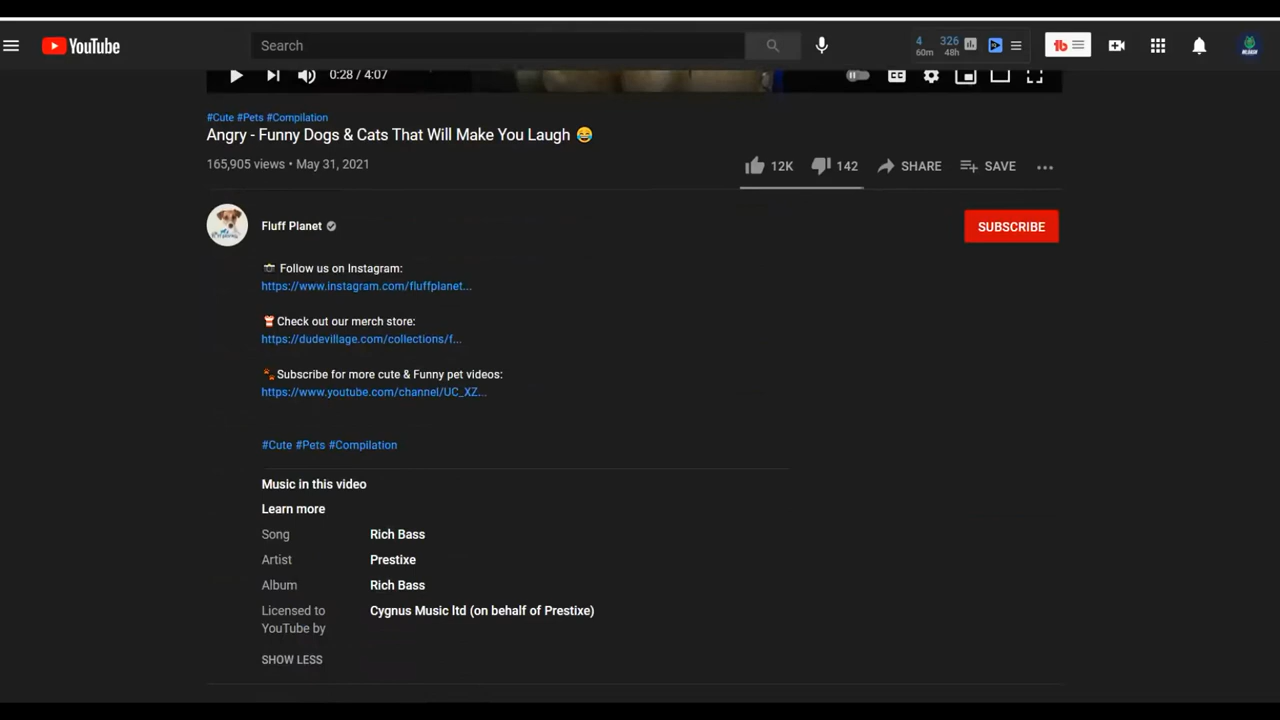 YouTube
Search
4 326
60m 48h
0:28 / 4:07
#Cute #Pets #Compilation
Angry - Funny Dogs & Cats That Will Make You Laugh 😂
165,905 views • May 31, 2021
12K 142 SHARE SAVE
Fluff Planet
SUBSCRIBE
Follow us on Instagram:
https://www.instagram.com/fluffplanet...
Check out our merch store:
https://dudevillage.com/collections/f...
Subscribe for more cute & Funny pet videos:
https://www.youtube.com/channel/UC_XZ...
#Cute #Pets #Compilation
Music in this video
Learn more
Song Rich Bass
Artist Prestixe
Album Rich Bass
Licensed to Cygnus Music ltd (on behalf of Prestixe)
YouTube by
SHOW LESS